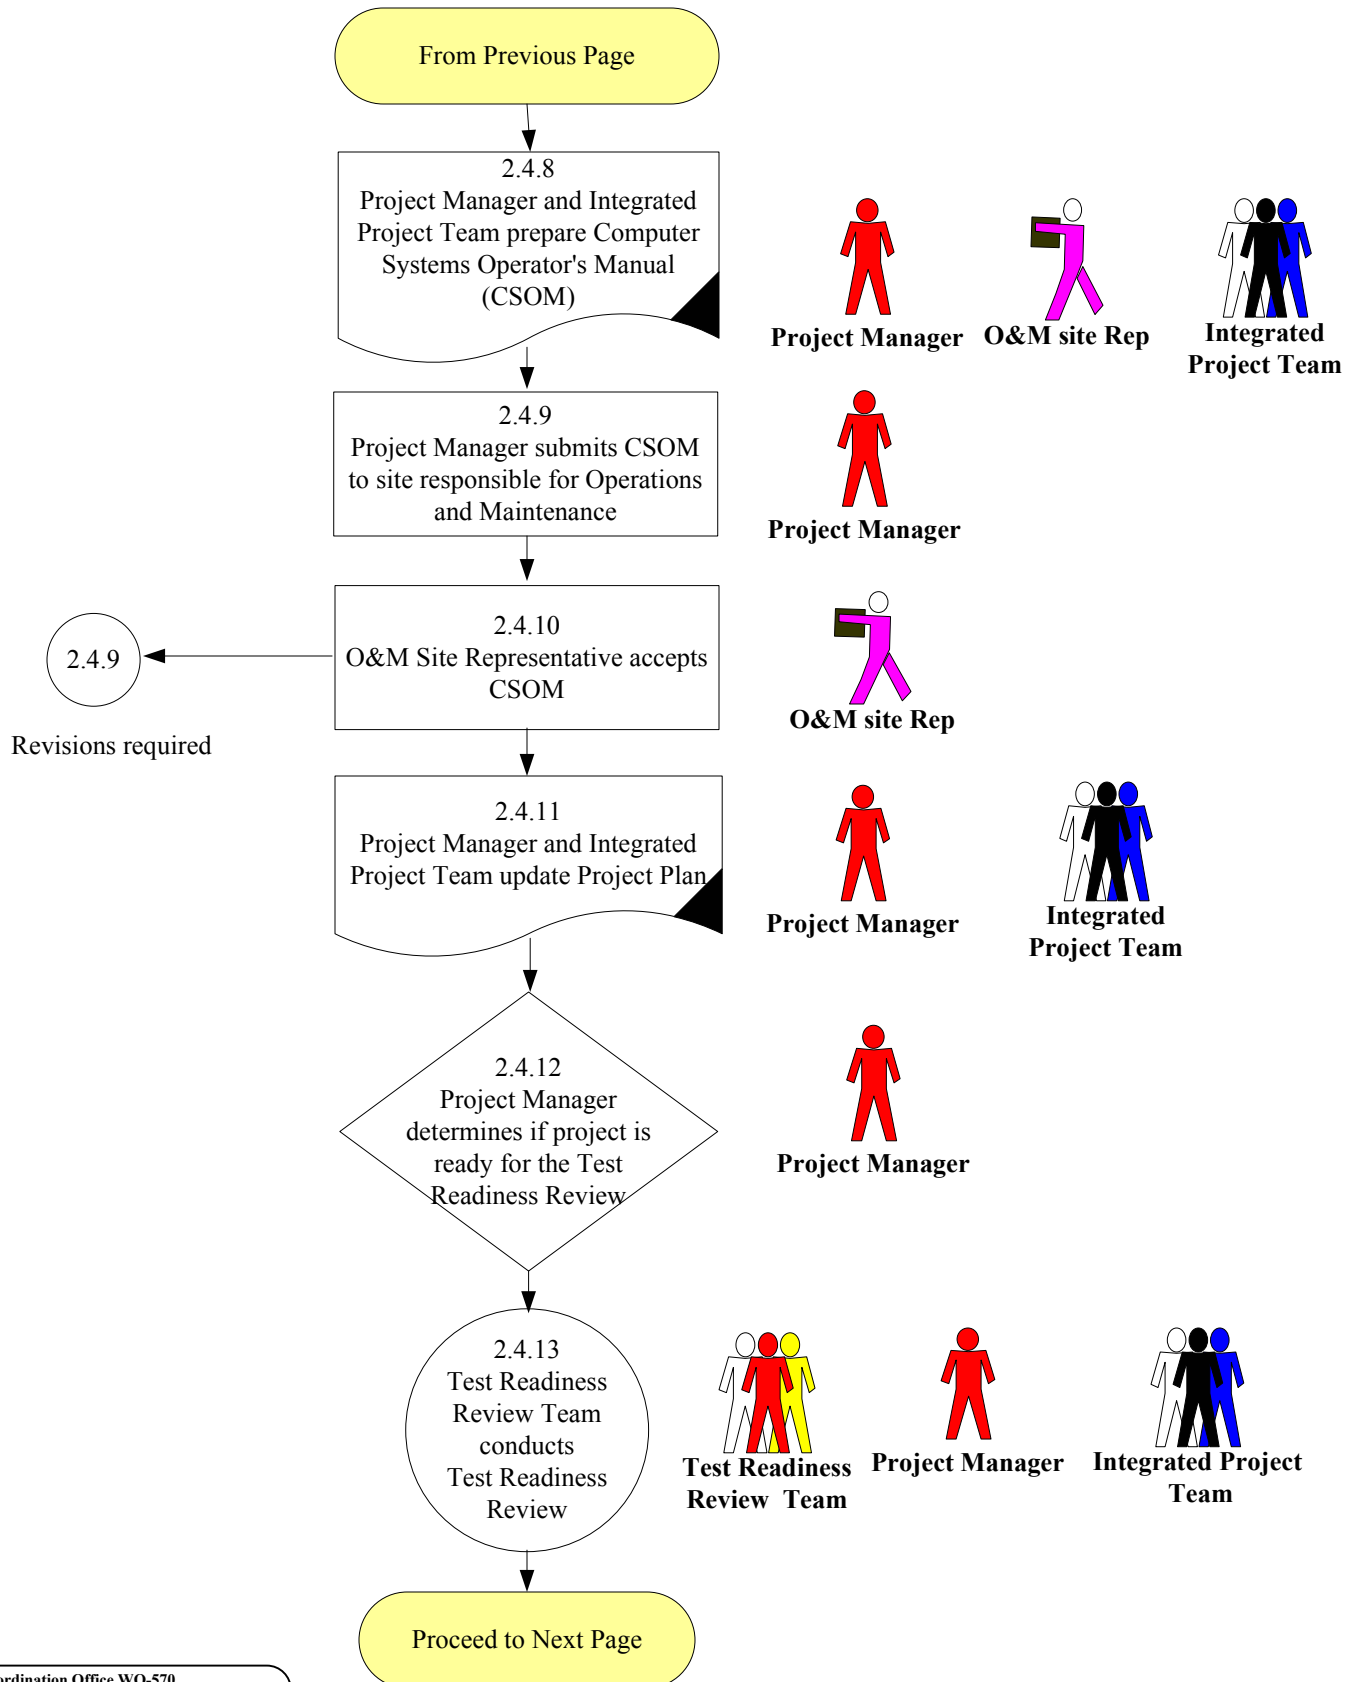 From Previous Page
2.4.8
Project Manager and Integrated
Project Team prepare Computer
Systems Operator's Manual
(CSOM)
Project Manager
O&M site Rep
Integrated
Project Team
2.4.9
Project Manager submits CSOM
to site responsible for Operations
and Maintenance
Project Manager
2.4.10
O&M Site Representative accepts
CSOM
2.4.9
Revisions required
O&M site Rep
2.4.11
Project Manager and Integrated
Project Team update Project Plan
Project Manager
Integrated
Project Team
2.4.12
Project Manager
determines if project is
ready for the Test
Readiness Review
Project Manager
2.4.13
Test Readiness
Review Team
conducts
Test Readiness
Review
Test Readiness
Review Team
Project Manager
Integrated Project
Team
Proceed to Next Page
Office WO-570